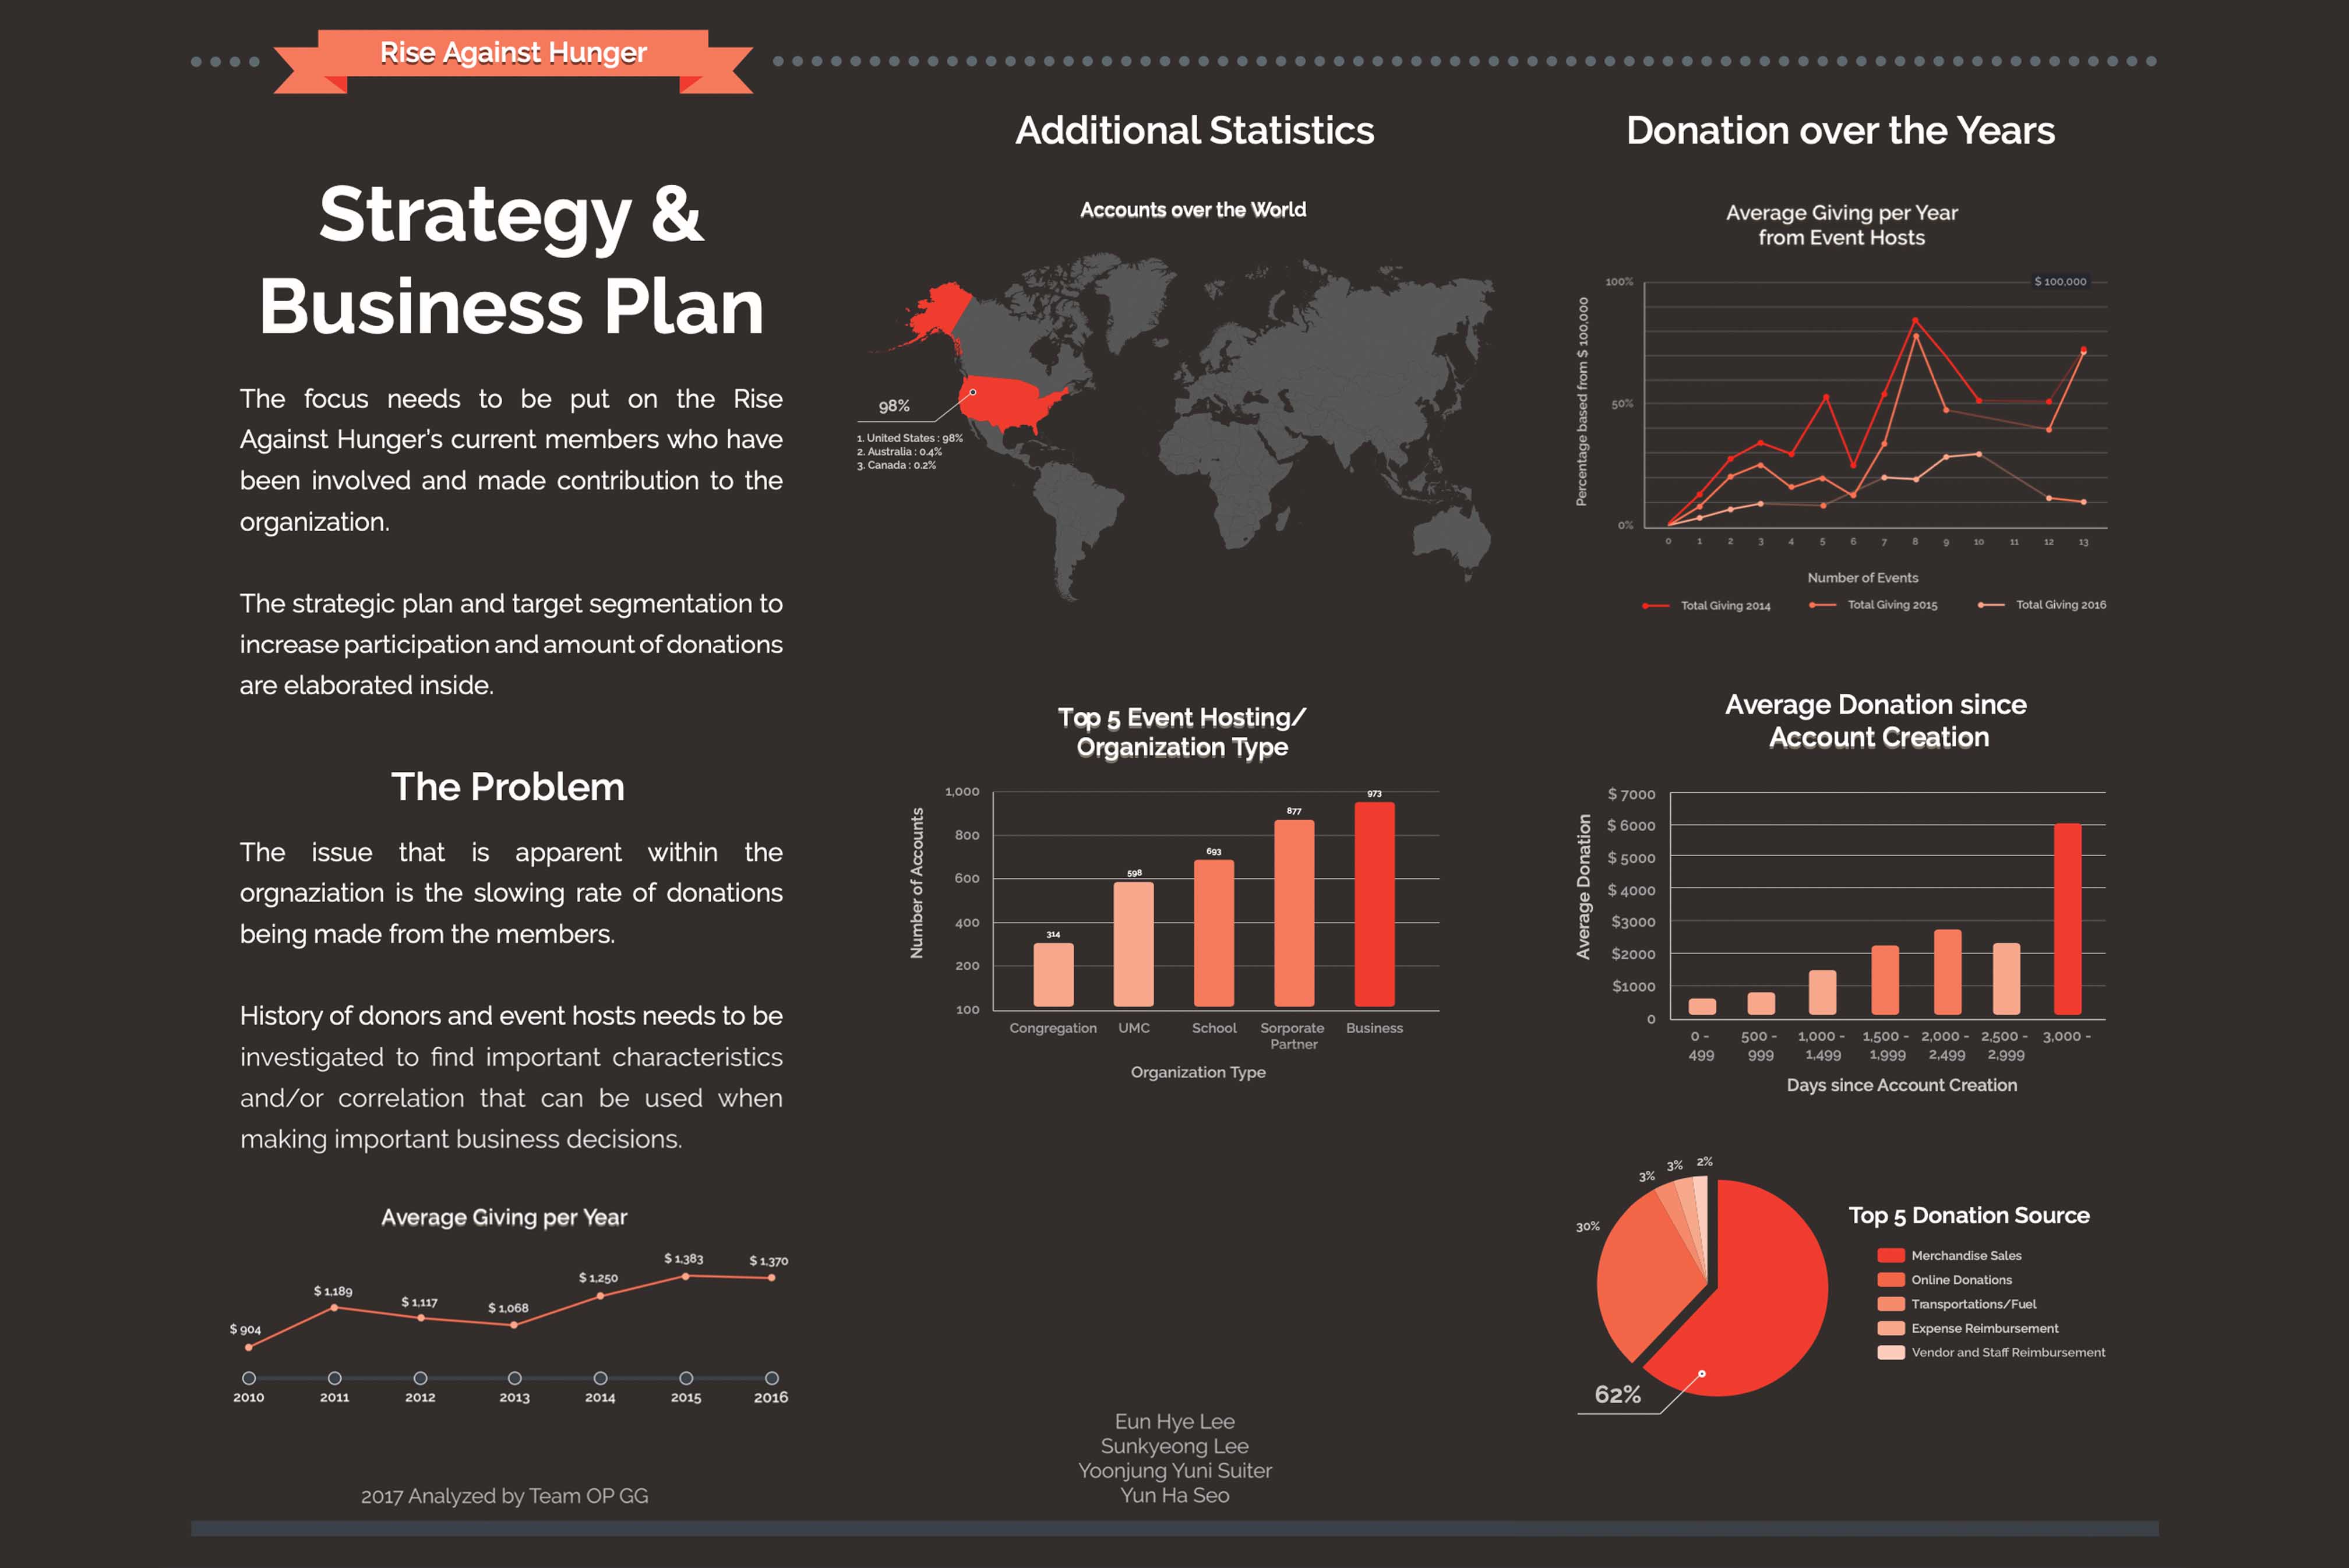 Rise Against Hunger
Strategy &
Business Plan
The focus needs to be put on the Rise
Against Hunger's current members who have
been involved and made contribution to the
organization.
The strategic plan and target segmentation to
increase participation and amount of donations
are elaborated inside.
The Problem
The issue that is apparent within the
orgnaziation is the slowing rate of donations
being made from the members.
History of donors and event hosts needs to be
investigated to find important characteristics
and/or correlation that can be used when
making important business decisions.
Average Giving per Year
$ 904
$ 1,189
$ 1,117
$ 1,068
$ 1,250
$ 1,383
$ 1,370
2010 2011 2012 2013 2014 2015 2016
2017 Analyzed by Team OP GG
Additional Statistics
Accounts over the World
98%
1. United States : 98%
2. Australia : 0.4%
3. Canada : 0.2%
Top 5 Event Hosting/
Organization Type
Number of Accounts
1,000
800
600
400
200
100
314
598
693
877
973
Congregation UMC School Sorporate Business
Partner
Organization Type
Eun Hye Lee
Sunkyeong Lee
Yoonjung Yuni Suiter
Yun Ha Seo
Donation over the Years
Average Giving per Year
from Event Hosts
Percentage based from $ 100,000
100%
50%
0%
$ 100,000
0 1 2 3 4 5 6 7 8 9 10 11 12 13
Number of Events
Total Giving 2014 Total Giving 2015 Total Giving 2016
Average Donation since
Account Creation
Average Donation
$ 7000
$ 6000
$ 5000
$ 4000
$3000
$2000
$1000
0
0 - 500 - 1,000 - 1,500 - 2,000 - 2,500 - 3,000 -
499 999 1,499 1,999 2,499 2,999
Days since Account Creation
3% 3% 2%
30%
62%
Top 5 Donation Source
Merchandise Sales
Online Donations
Transportations/Fuel
Expense Reimbursement
Vendor and Staff Reimbursement